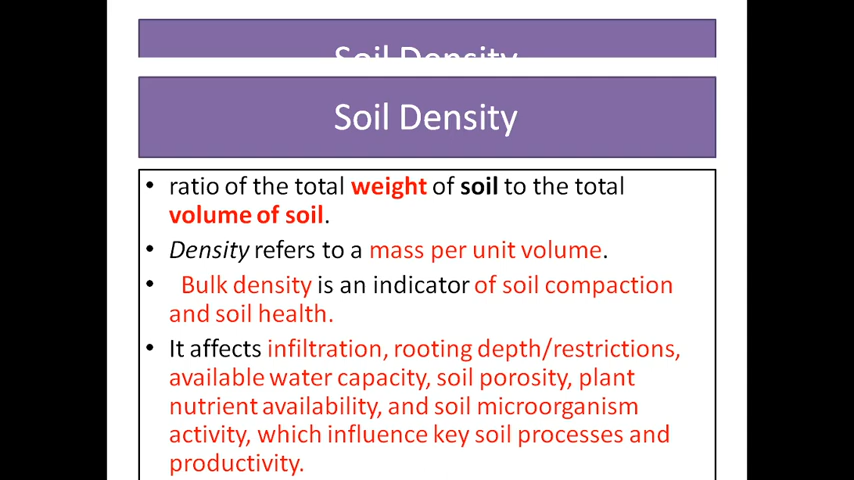 Soil Density
Soil Density
• ratio of the total weight of soil to the total
volume of soil.
• Density refers to a mass per unit volume.
• Bulk density is an indicator of soil compaction
and soil health.
• It affects infiltration, rooting depth/restrictions,
available water capacity, soil porosity, plant
nutrient availability, and soil microorganism
activity, which influence key soil processes and
productivity.